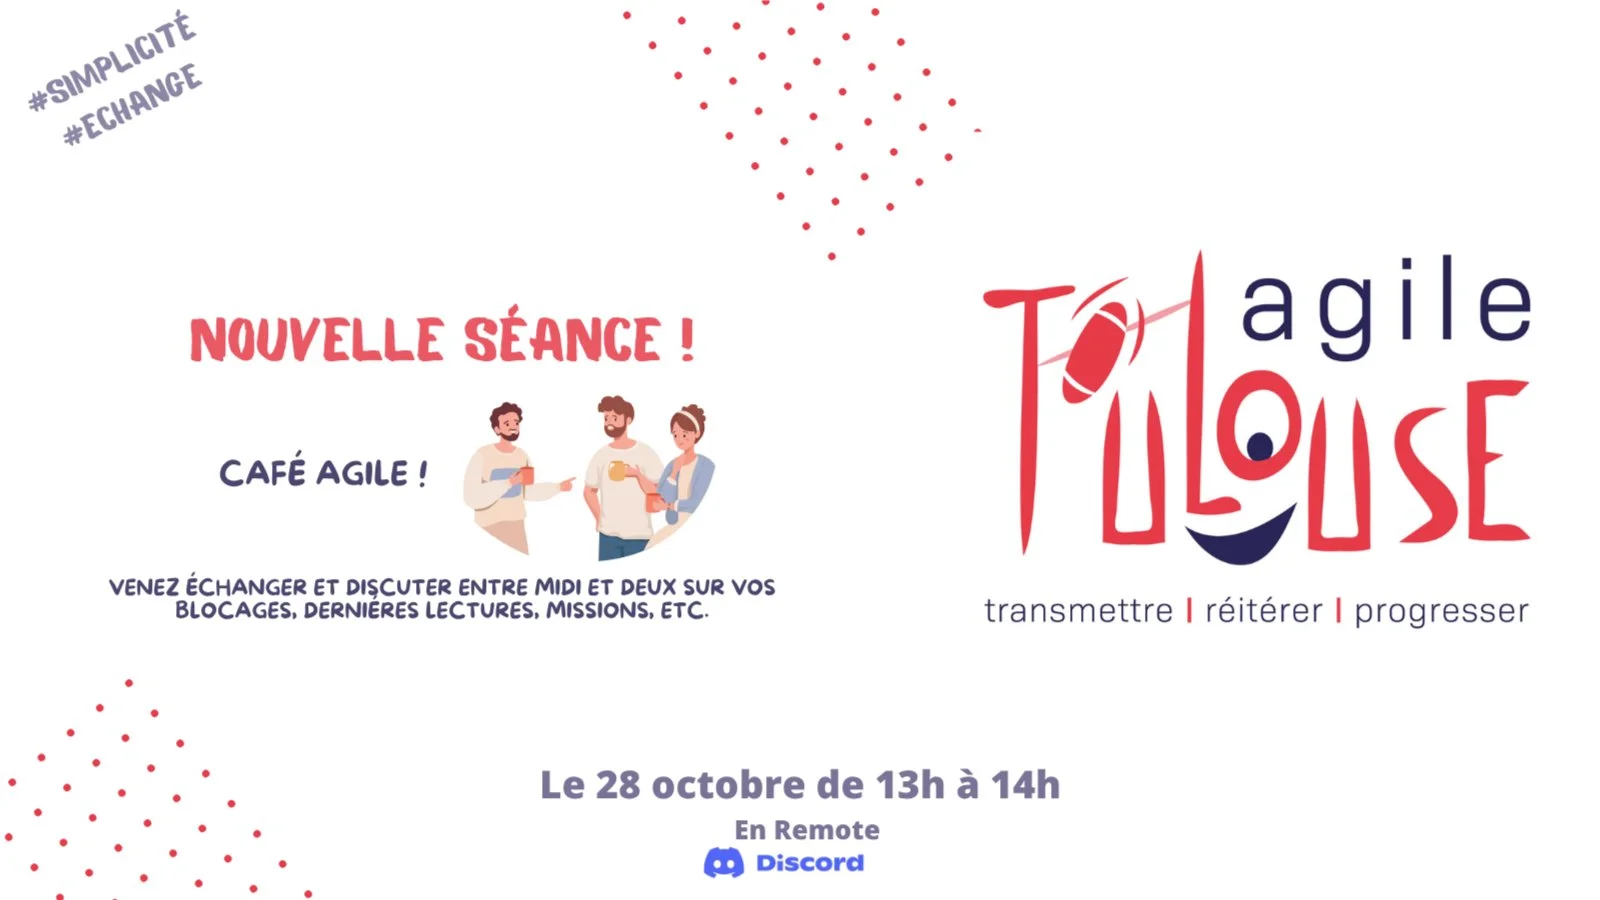 #SIMPLICITÉ
#ECHANGE
NOUVELLE SÉANCE !
CAFÉ AGILE !
VENEZ ÉCHANGER ET DISCUTER ENTRE MIDI ET DEUX SUR VOS
BLOCAGES, DERNIÉRES LECTURES, MISSIONS, ETC.
agile
TOULOUSE
transmettre | réitérer | progresser
Le 28 octobre de 13h à 14h
En Remote
Discord